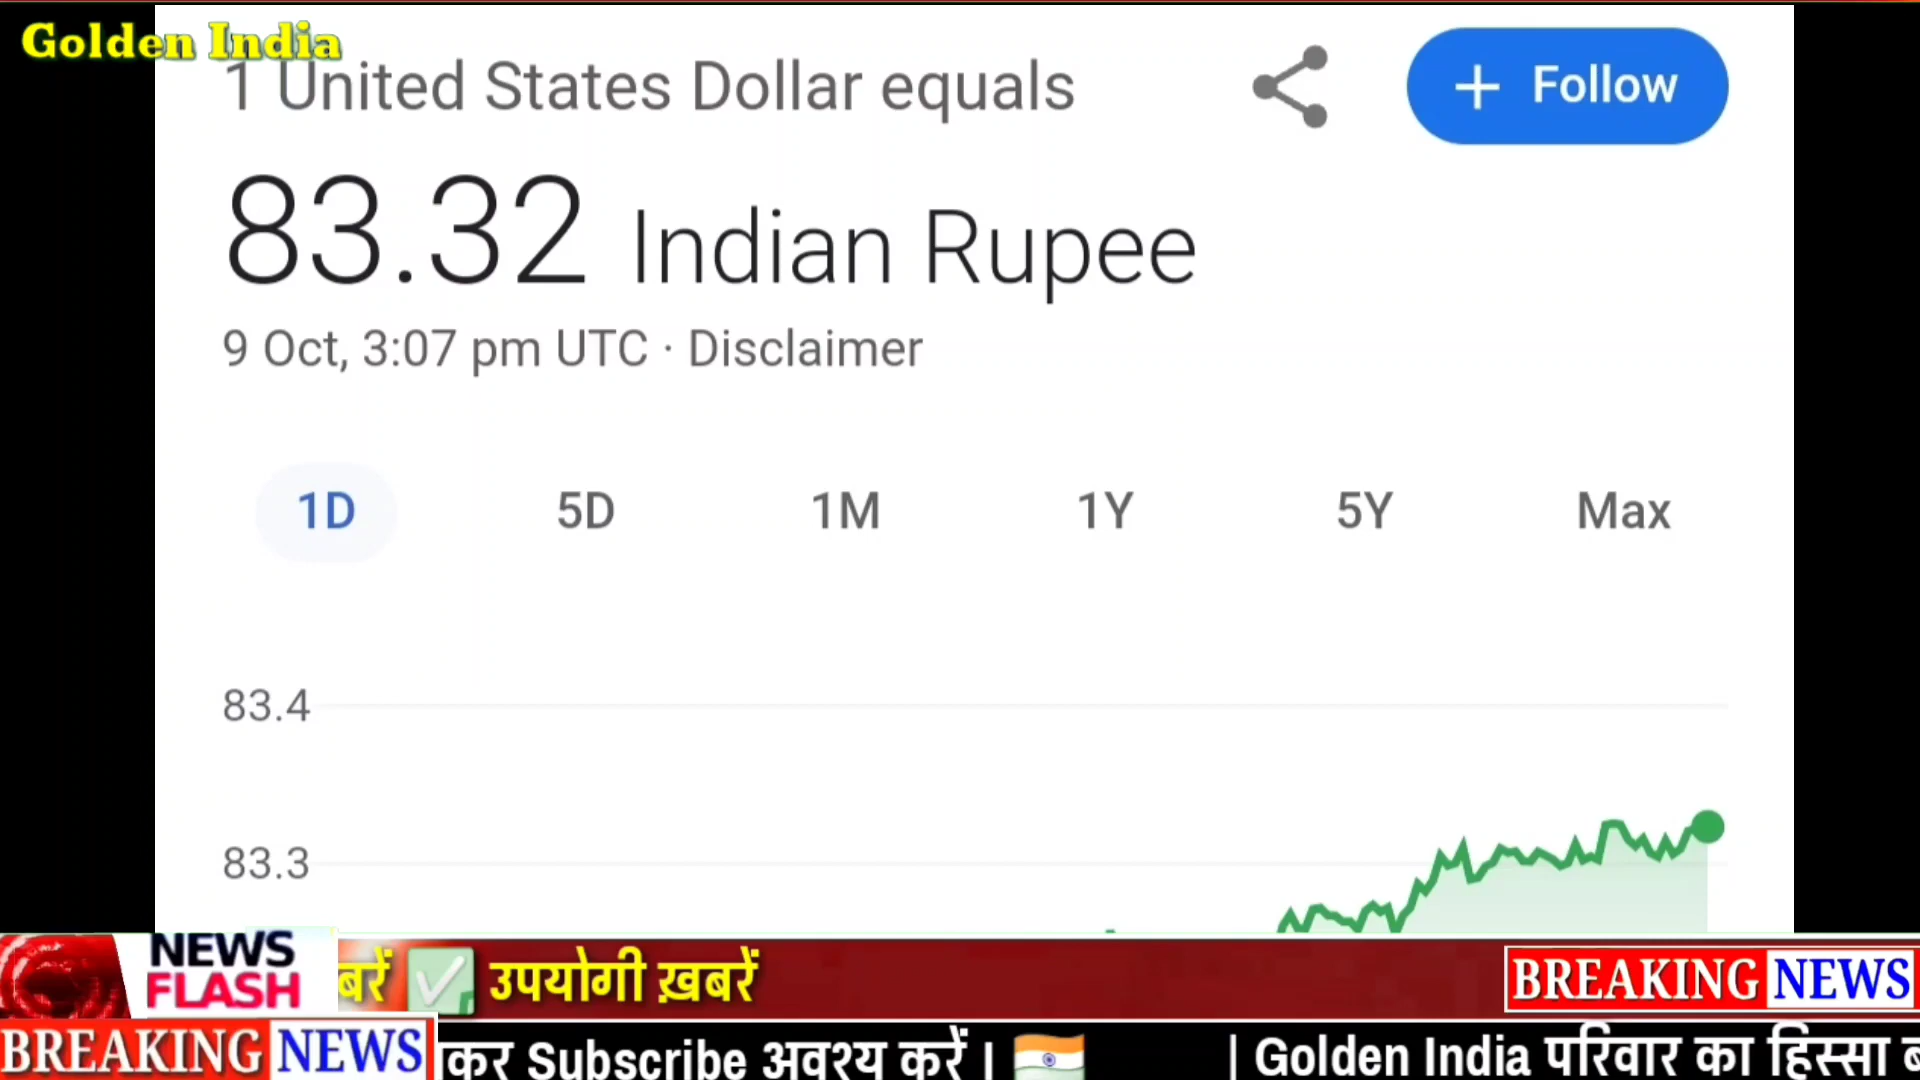 Golden India
1 United States Dollar equals
+ Follow
83.32 Indian Rupee
9 Oct, 3:07 pm UTC · Disclaimer
1D 5D 1M 1Y 5Y Max
83.4
83.3
NEWS
FLASH
✅ उपयोगी ख़बरें
BREAKING NEWS
BREAKING NEWS
Subscribe अवश्य करें | 🇮🇳 | Golden India परिवार का हिस्सा